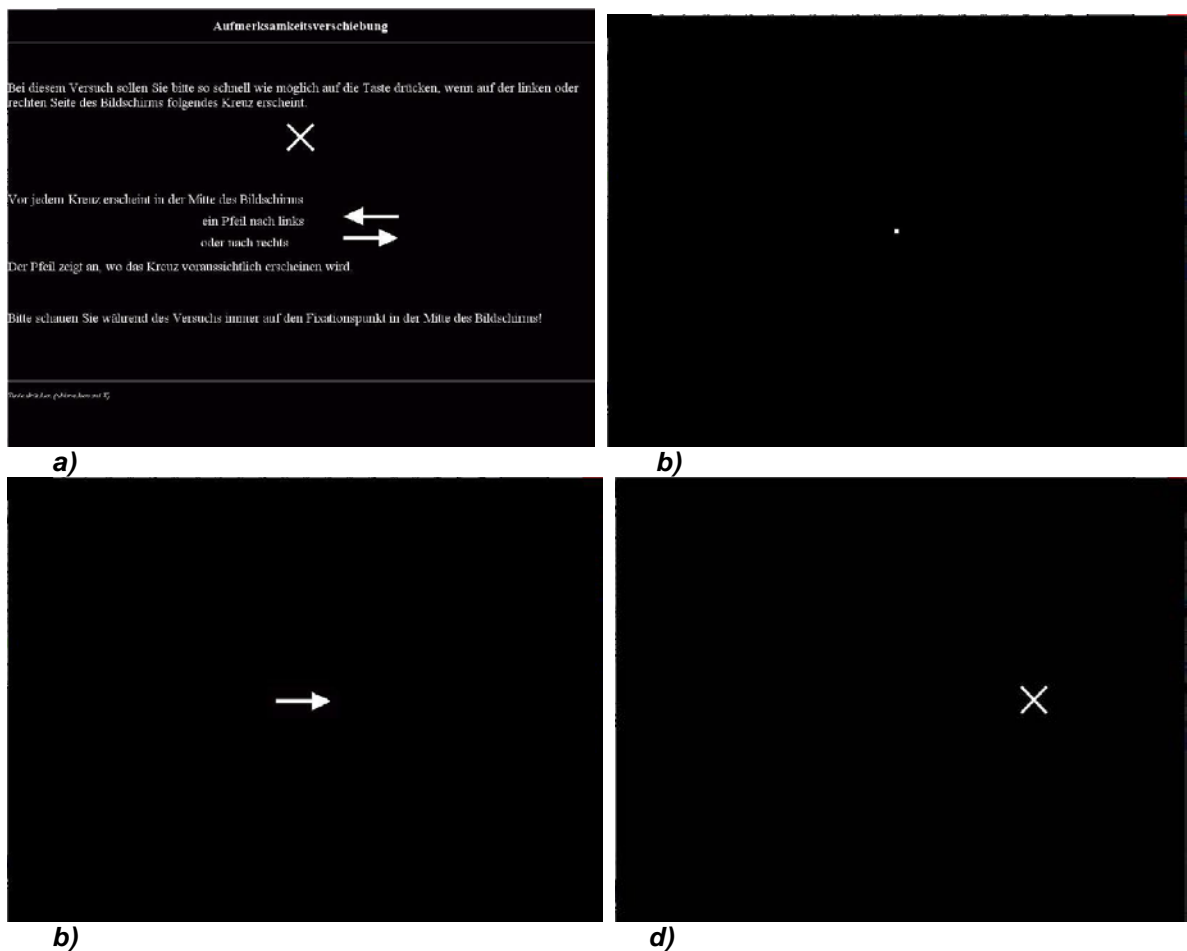 Aufmerksamkeitsverschiebung
Bei diesem Versuch sollen Sie bitte so schnell wie möglich auf die Taste drücken, wenn auf der linken oder
rechten Seite des Bildschirms folgendes Kreuz erscheint.
Vor jedem Kreuz erscheint in der Mitte des Bildschirms
ein Pfeil nach links
oder nach rechts
Der Pfeil zeigt an, wo das Kreuz voraussichtlich erscheinen wird.
Bitte schauen Sie während des Versuchs immer auf den Fixationspunkt in der Mitte des Bildschirms!
Taste drücken
a)
b)
b)
d)